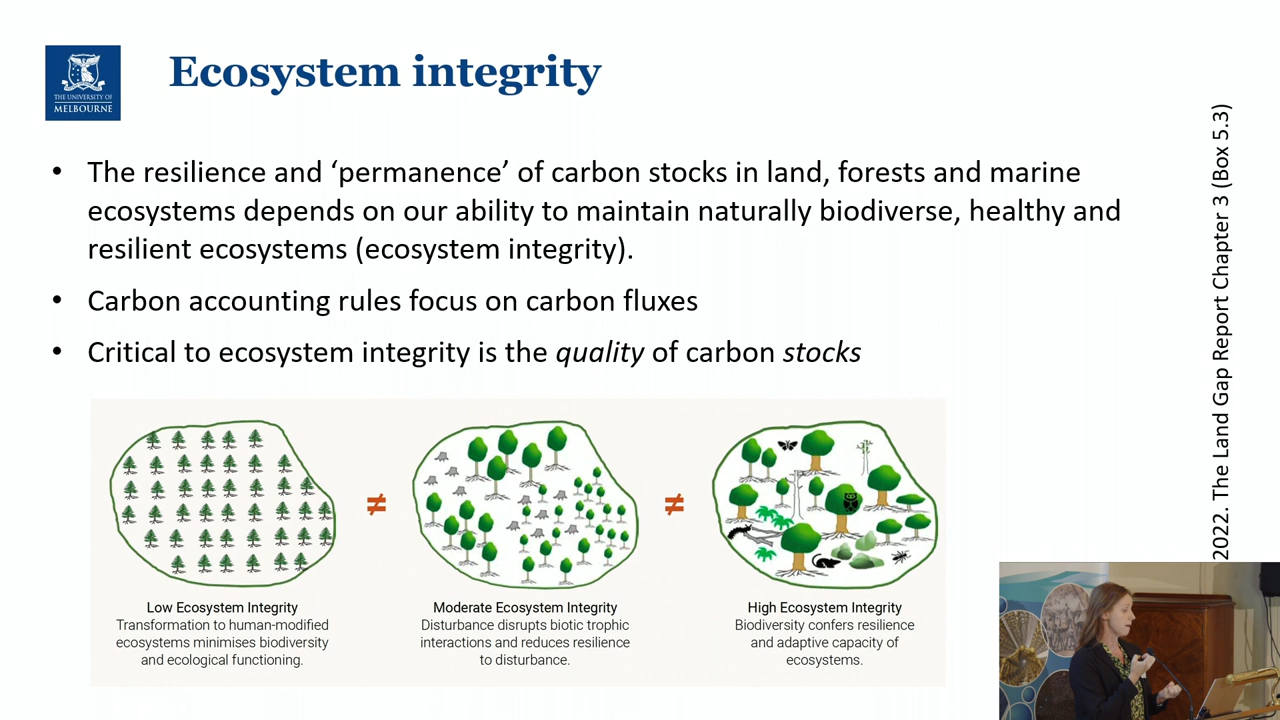 THE UNIVERSITY OF
MELBOURNE
Ecosystem integrity
• The resilience and ‘permanence’ of carbon stocks in land, forests and marine
ecosystems depends on our ability to maintain naturally biodiverse, healthy and
resilient ecosystems (ecosystem integrity).
• Carbon accounting rules focus on carbon fluxes
• Critical to ecosystem integrity is the quality of carbon stocks
≠ ≠
Low Ecosystem Integrity
Transformation to human-modified
ecosystems minimises biodiversity
and ecological functioning.
Moderate Ecosystem Integrity
Disturbance disrupts biotic trophic
interactions and reduces resilience
to disturbance.
High Ecosystem Integrity
Biodiversity confers resilience
and adaptive capacity of
ecosystems.
2022. The Land Gap Report Chapter 3 (Box 5.3)